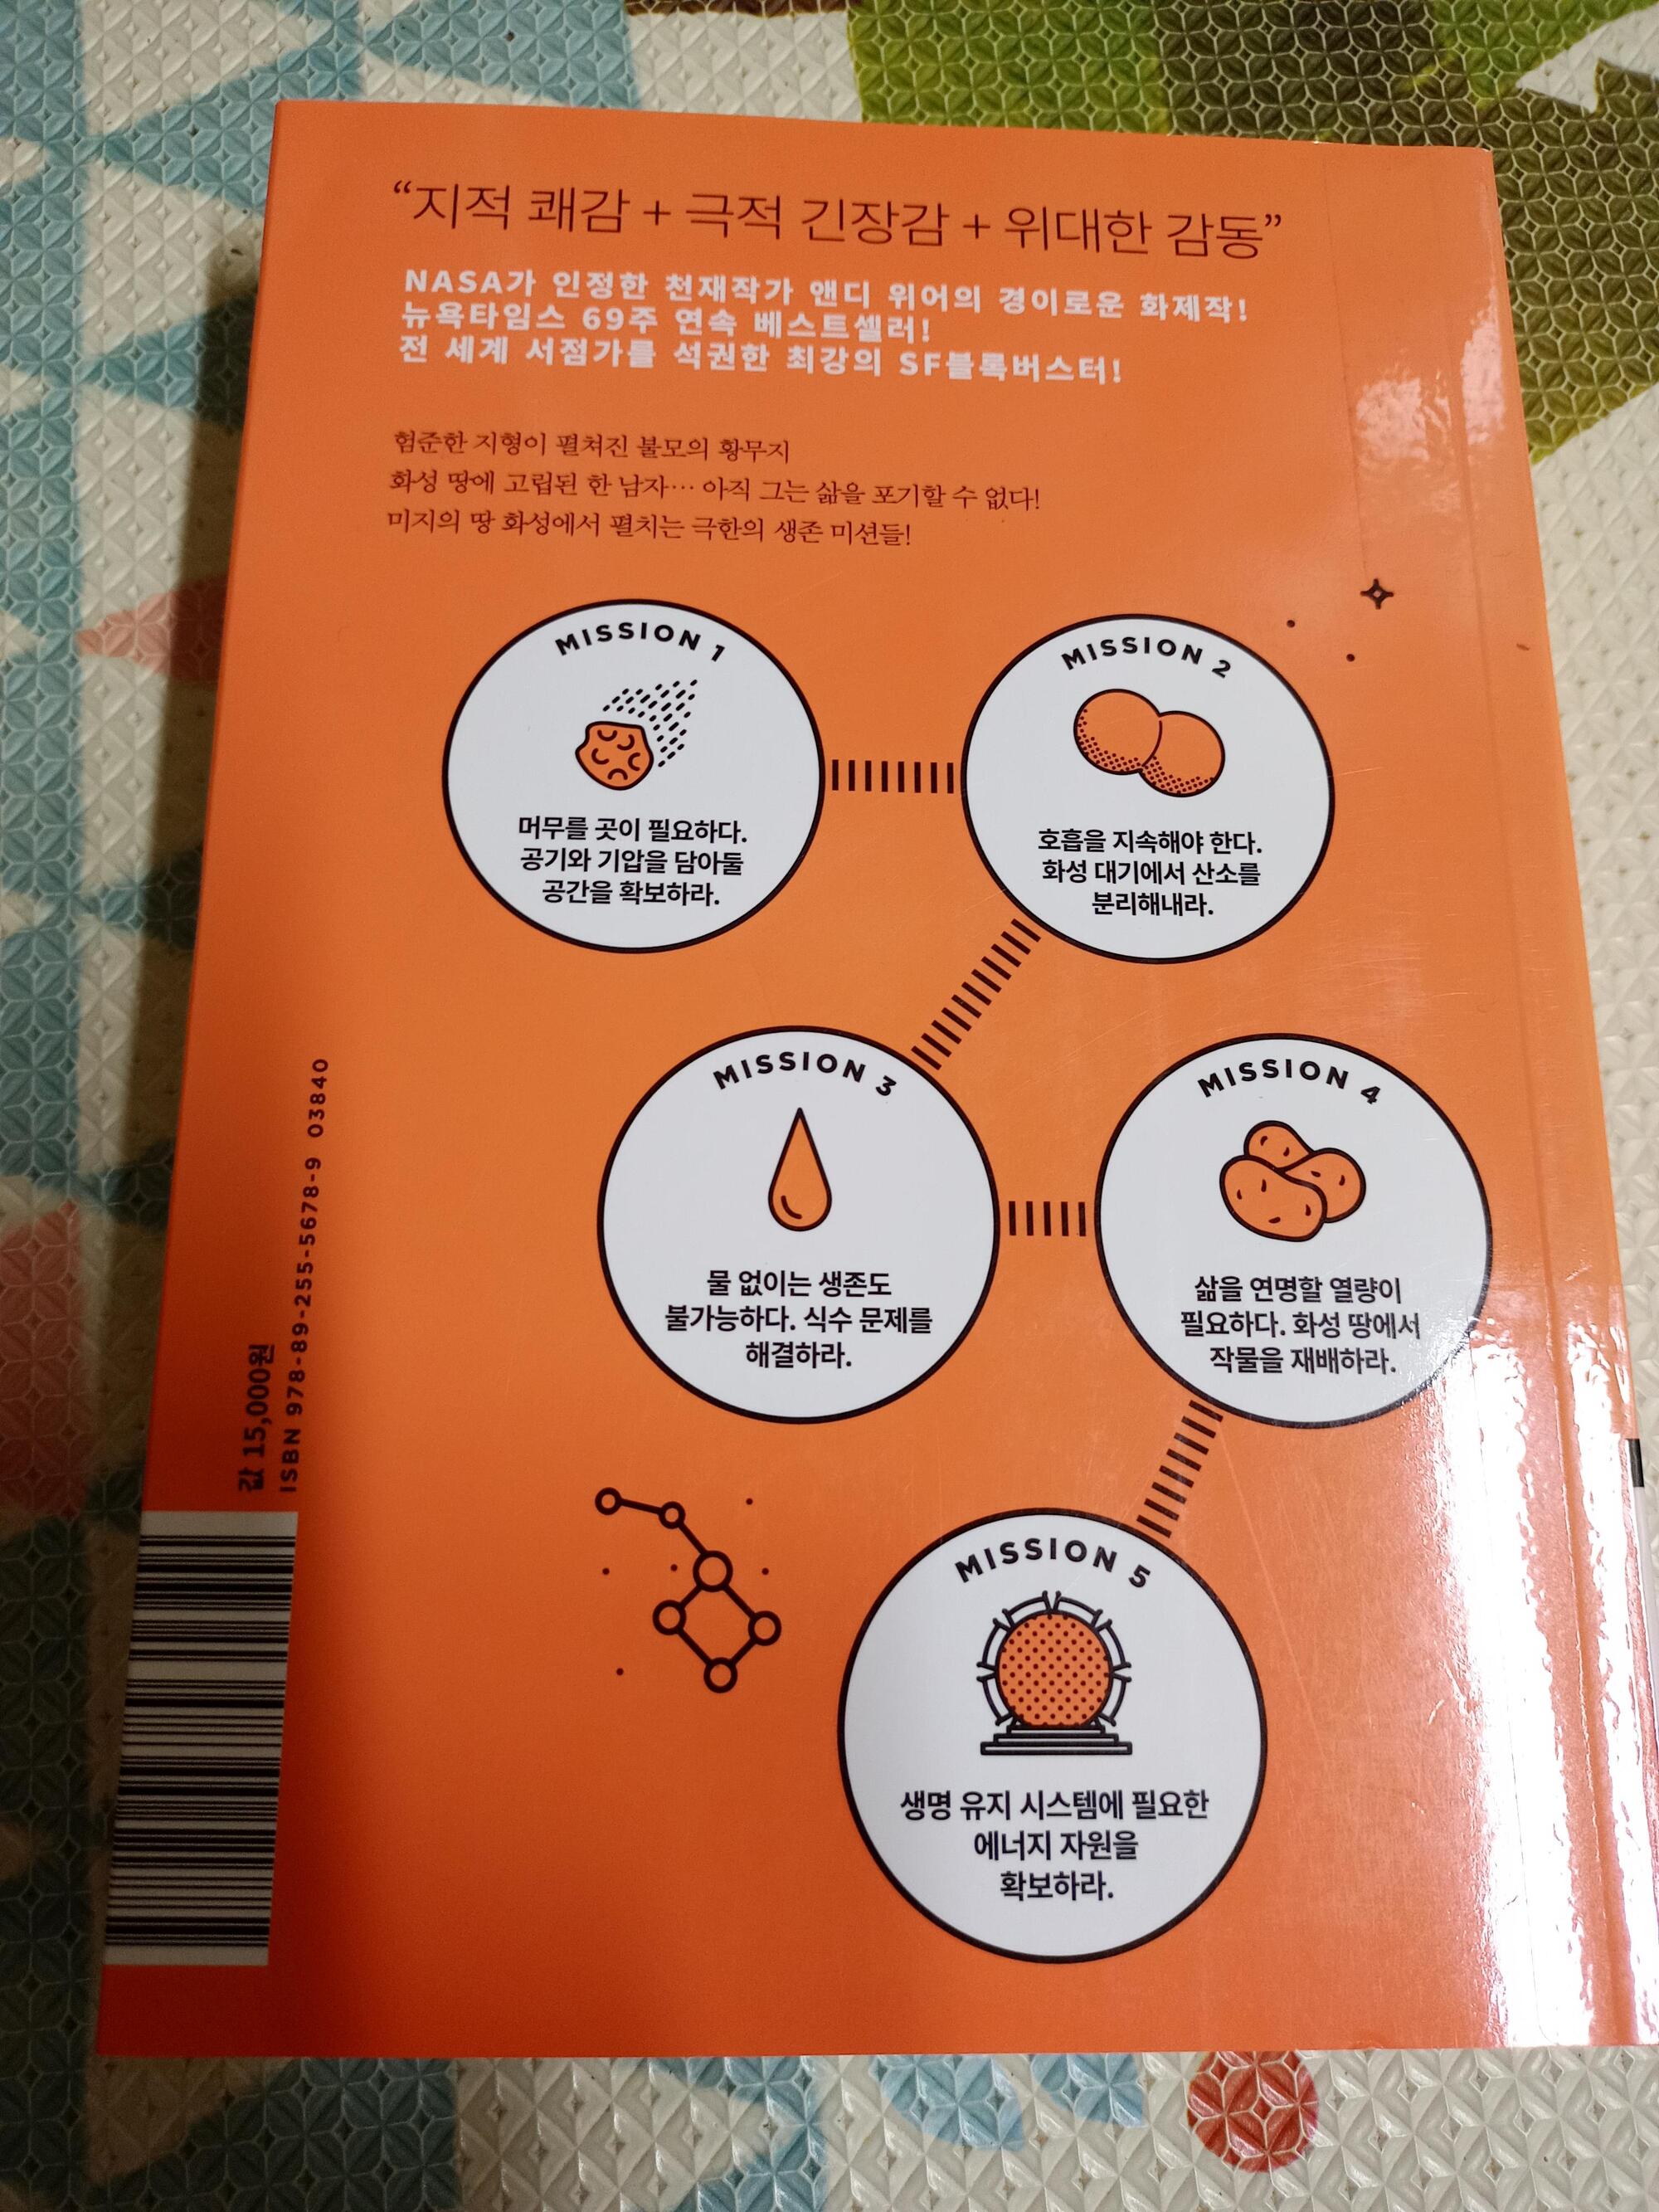 “지적 쾌감 + 극적 긴장감 + 위대한 감동”
NASA가 인정한 천재작가 앤디 위어의 경이로운 화제작!
뉴욕타임스 69주 연속 베스트셀러!
전 세계 서점가를 석권한 최강의 SF블록버스터!
험준한 지형이 펼쳐진 불모의 황무지
화성 땅에 고립된 한 남자… 아직 그는 삶을 포기할 수 없다!
미지의 땅 화성에서 펼치는 극한의 생존 미션들!
MISSION 1
머무를 곳이 필요하다.
공기와 기압을 담아둘
공간을 확보하라.
MISSION 2
호흡을 지속해야 한다.
화성 대기에서 산소를
분리해내라.
MISSION 3
물 없이는 생존도
불가능하다. 식수 문제를
해결하라.
MISSION 4
삶을 연명할 열량이
필요하다. 화성 땅에서
작물을 재배하라.
MISSION 5
생명 유지 시스템에 필요한
에너지 자원을
확보하라.
값 15,000원
ISBN 978-89-255-5678-9 03840